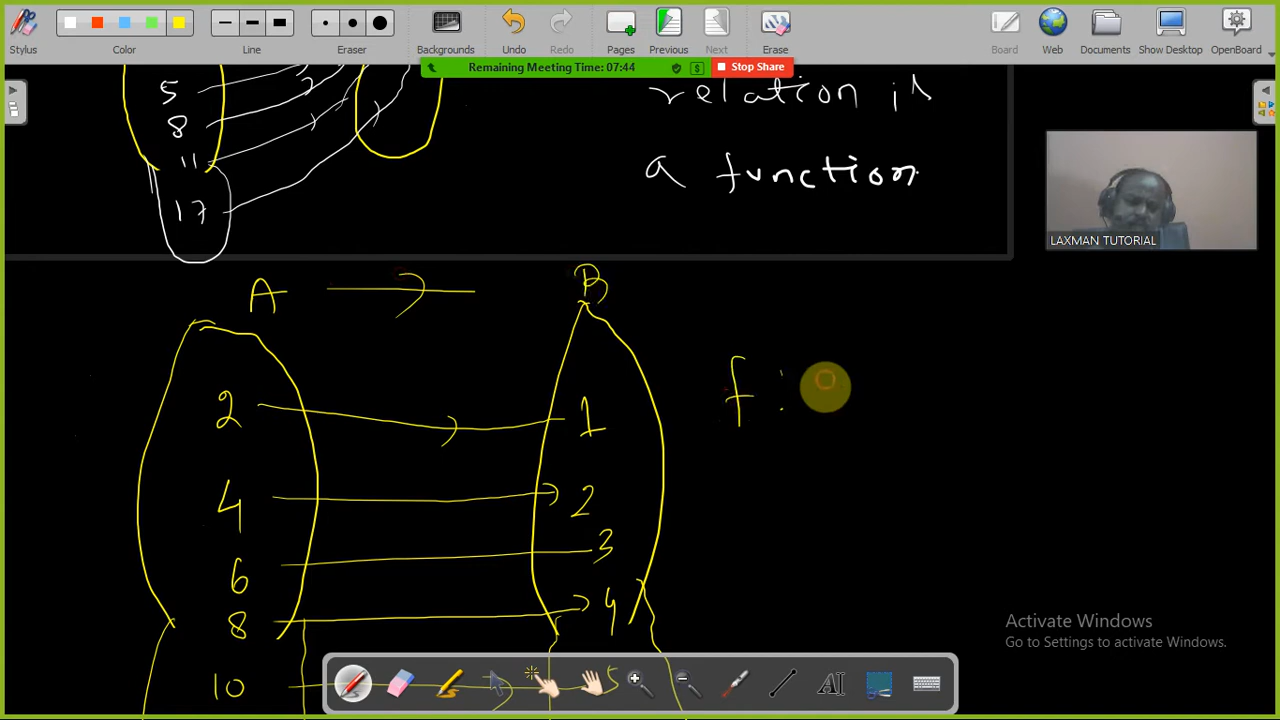 Stylus Color Line Eraser Backgrounds Undo Redo Pages Previous Next Erase Board Web Documents Show Desktop OpenBoard
Remaining Meeting Time: 07:44 Stop Share
5
8
11
17
relation is
a function
LAXMAN TUTORIAL
A B
2 1
4 2
6 3
8 4
10 5
f :
Activate Windows
Go to Settings to activate Windows.